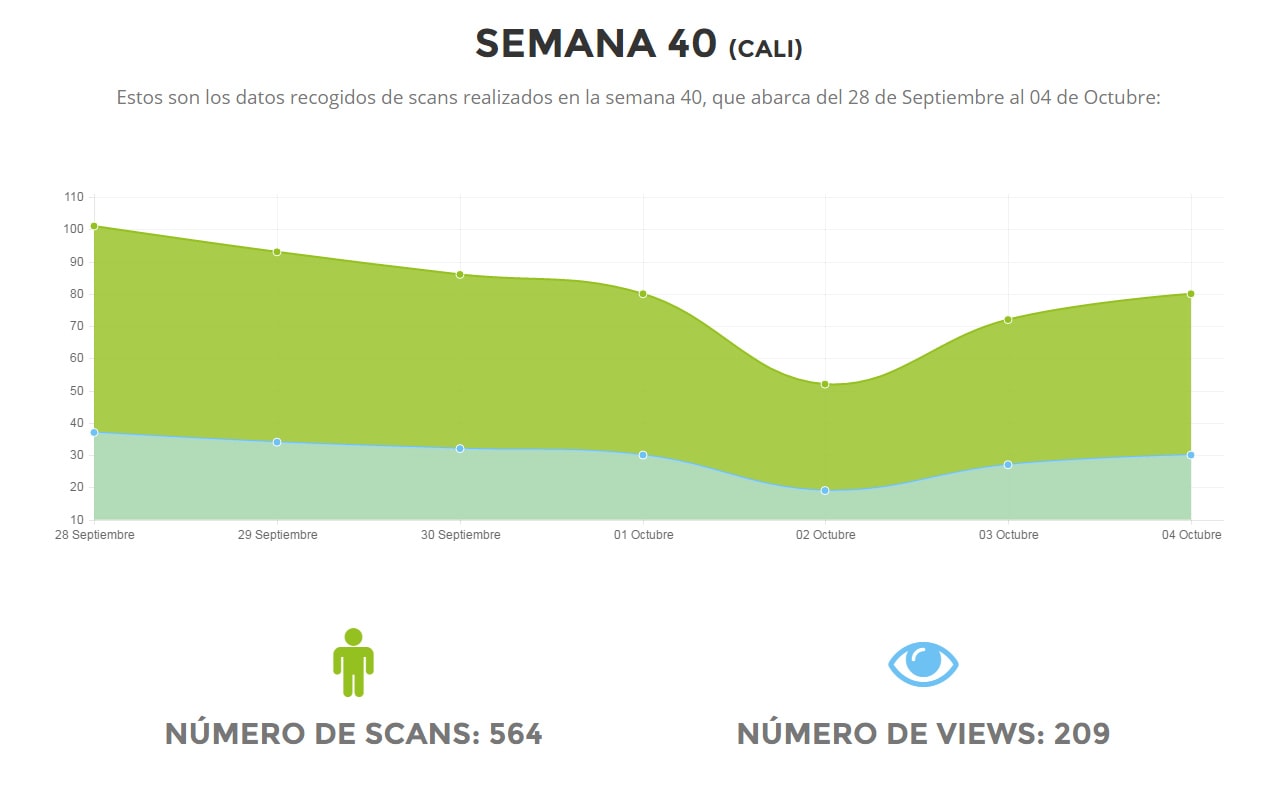 SEMANA 40 (CALI)
Estos son los datos recogidos de scans realizados en la semana 40, que abarca del 28 de Septiembre al 04 de Octubre:
110
100
90
80
70
60
50
40
30
20
10
28 Septiembre 29 Septiembre 30 Septiembre 01 Octubre 02 Octubre 03 Octubre 04 Octubre
NÚMERO DE SCANS: 564 NÚMERO DE VIEWS: 209